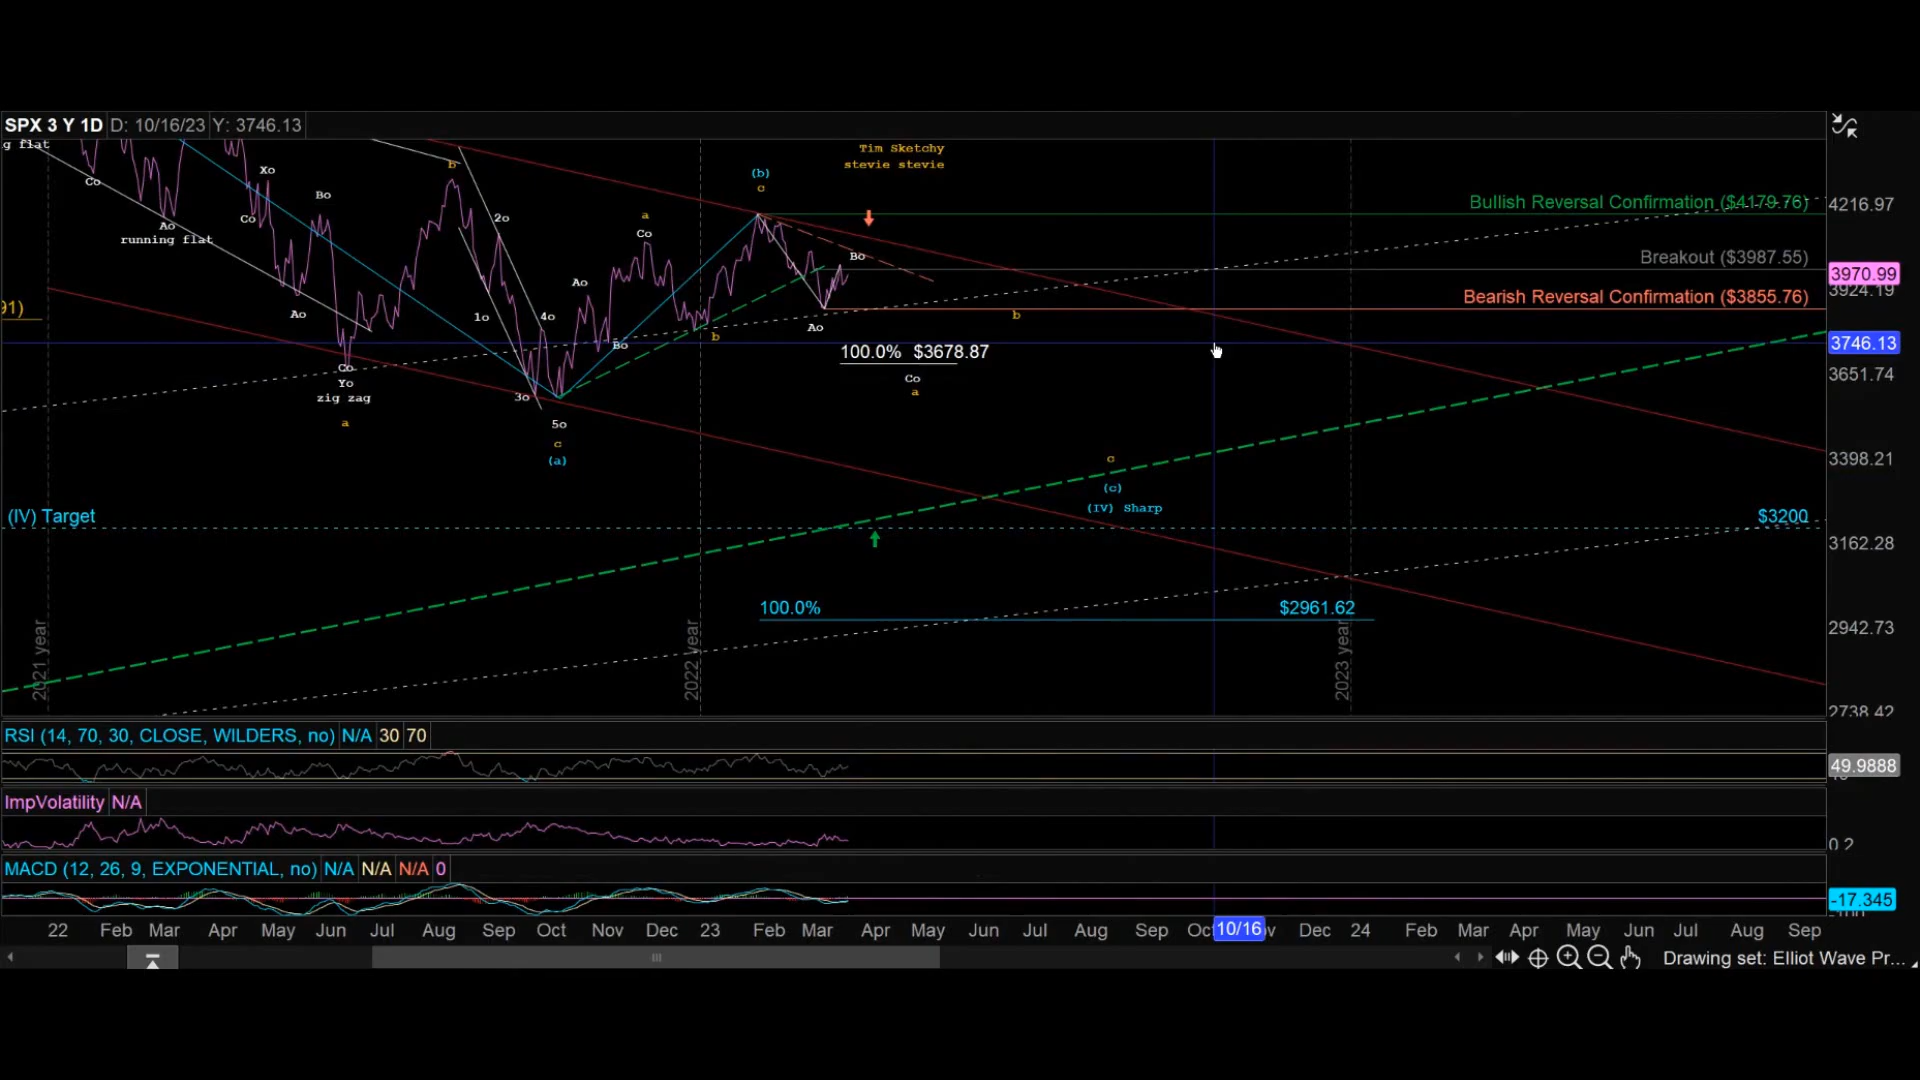 SPX 3 Y 1D D: 10/16/23 Y: 3746.13
g flat
Tim Sketchy
stevie stevie
b
Xo
(b)
c
Co
Bo
Bullish Reversal Confirmation ($4179.76)
4216.97
a
Co
2o
Ao
running flat
Co
Bo
Breakout ($3987.55)
3970.99
3924.19
Ao
Bearish Reversal Confirmation ($3855.76)
91)
Ao
1o
4o
b
Ao
b
Bo
3746.13
100.0% $3678.87
Co
Yo
zig zag
a
3o
Co
a
3651.74
5o
c
(a)
c
(c)
(IV) Sharp
3398.21
(IV) Target
$3200
3162.28
100.0%
$2961.62
2942.73
2021 year
2022 year
2023 year
2738.42
RSI (14, 70, 30, CLOSE, WILDERS, no) N/A 30 70
49.9888
ImpVolatility N/A
0.2
MACD (12, 26, 9, EXPONENTIAL, no) N/A N/A N/A 0
-17.345
22 Feb Mar Apr May Jun Jul Aug Sep Oct Nov Dec 23 Feb Mar Apr May Jun Jul Aug Sep Oc 10/16 v Dec 24 Feb Mar Apr May Jun Jul Aug Sep
Drawing set: Elliot Wave Pr...